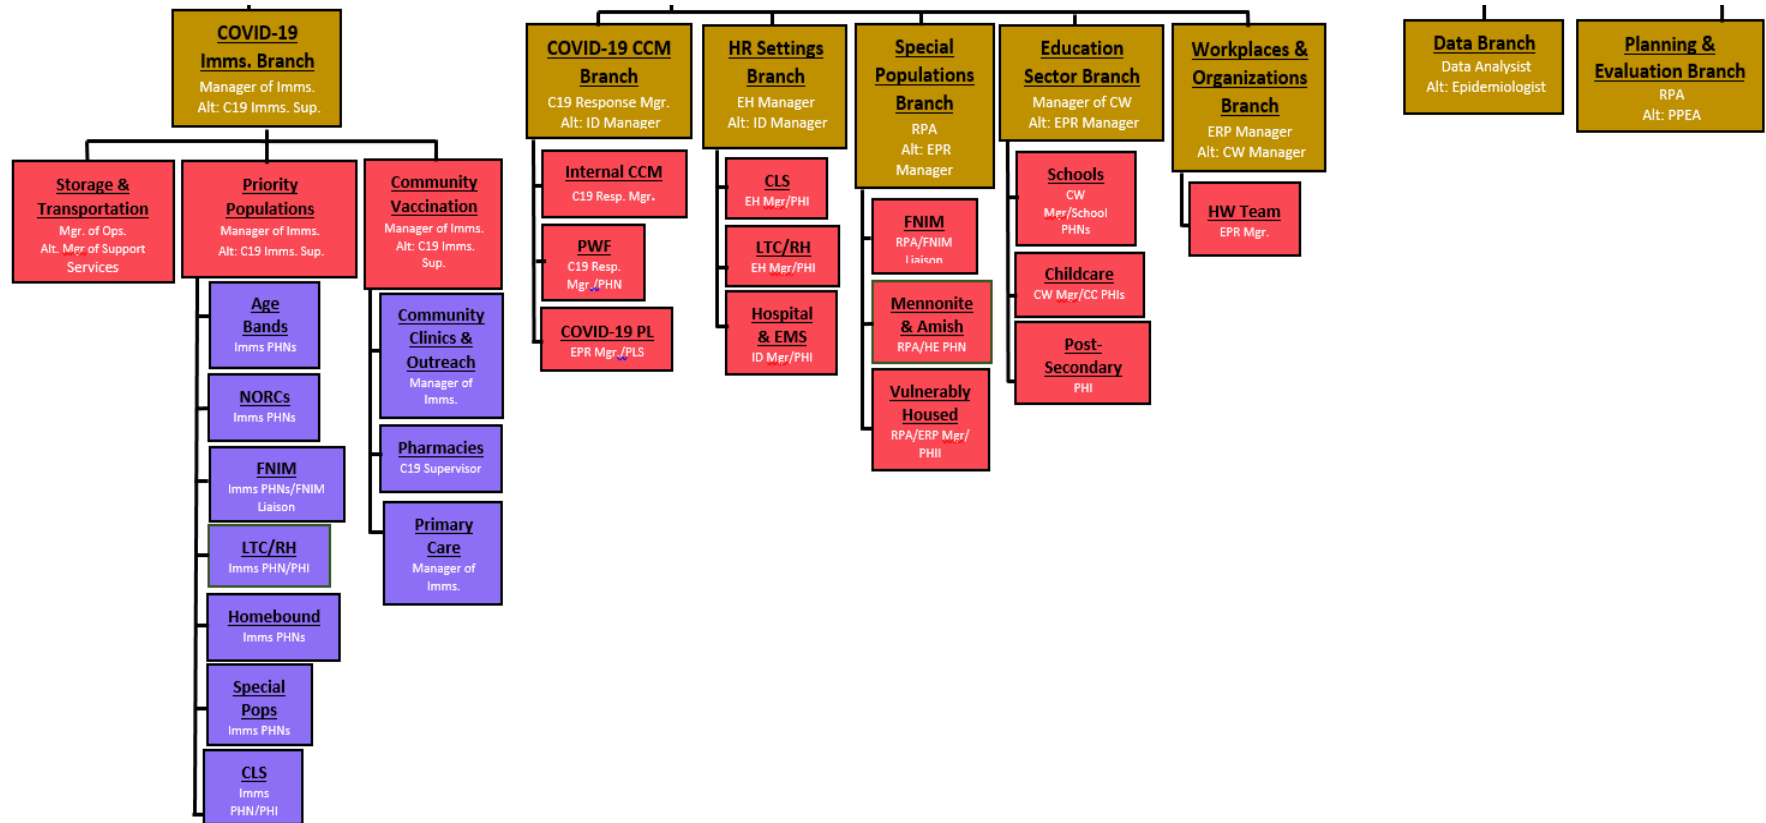 COVID-19
Imms. Branch
Manager of Imms.
Alt: C19 Imms. Sup.
Storage &
Transportation
Mgr. of Ops.
Alt. Mgr of Support
Services
Priority
Populations
Manager of Imms.
Alt: C19 Imms. Sup.
Age
Bands
Imms PHNs
NORCs
Imms PHNs
FNIM
Imms PHNs/FNIM
Liaison
LTC/RH
Imms PHN/PHI
Homebound
Imms PHNs
Special
Pops
Imms PHNs
CLS
Imms
PHN/PHI
Community
Vaccination
Manager of Imms.
Alt: C19 Imms.
Sup.
Community
Clinics &
Outreach
Manager of
Imms.
Pharmacies
C19 Supervisor
Primary
Care
Manager of
Imms.
COVID-19 CCM
Branch
C19 Response Mgr.
Alt: ID Manager
Internal CCM
C19 Resp. Mgr.
PWF
C19 Resp.
Mgr./PHN
COVID-19 PL
EPR Mgr./PLS
HR Settings
Branch
EH Manager
Alt: ID Manager
CLS
EH Mgr/PHI
LTC/RH
EH Mgr/PHI
Hospital
& EMS
ID Mgr/PHI
Special
Populations
Branch
RPA
Alt: EPR
Manager
FNIM
RPA/FNIM
Liaison
Mennonite
& Amish
RPA/HE PHN
Vulnerably
Housed
RPA/ERP Mgr/
PHII
Education
Sector Branch
Manager of CW
Alt: EPR Manager
Schools
CW
Mgr/School
PHNs
Childcare
CW Mgr/CC PHIs
Post-
Secondary
PHI
Workplaces &
Organizations
Branch
ERP Manager
Alt: CW Manager
HW Team
EPR Mgr.
Data Branch
Data Analyst
Alt: Epidemiologist
Planning &
Evaluation Branch
RPA
Alt: PPEA